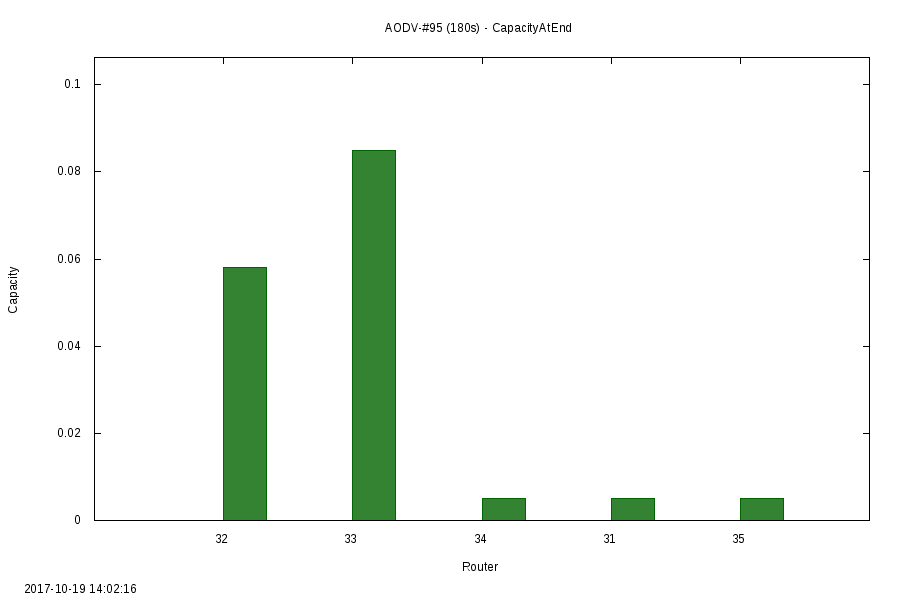 AODV-#95 (180s) - CapacityAtEnd
0.1
0.08
0.06
0.04
0.02
0
Capacity
32 33 34 31 35
Router
2017-10-19 14:02:16